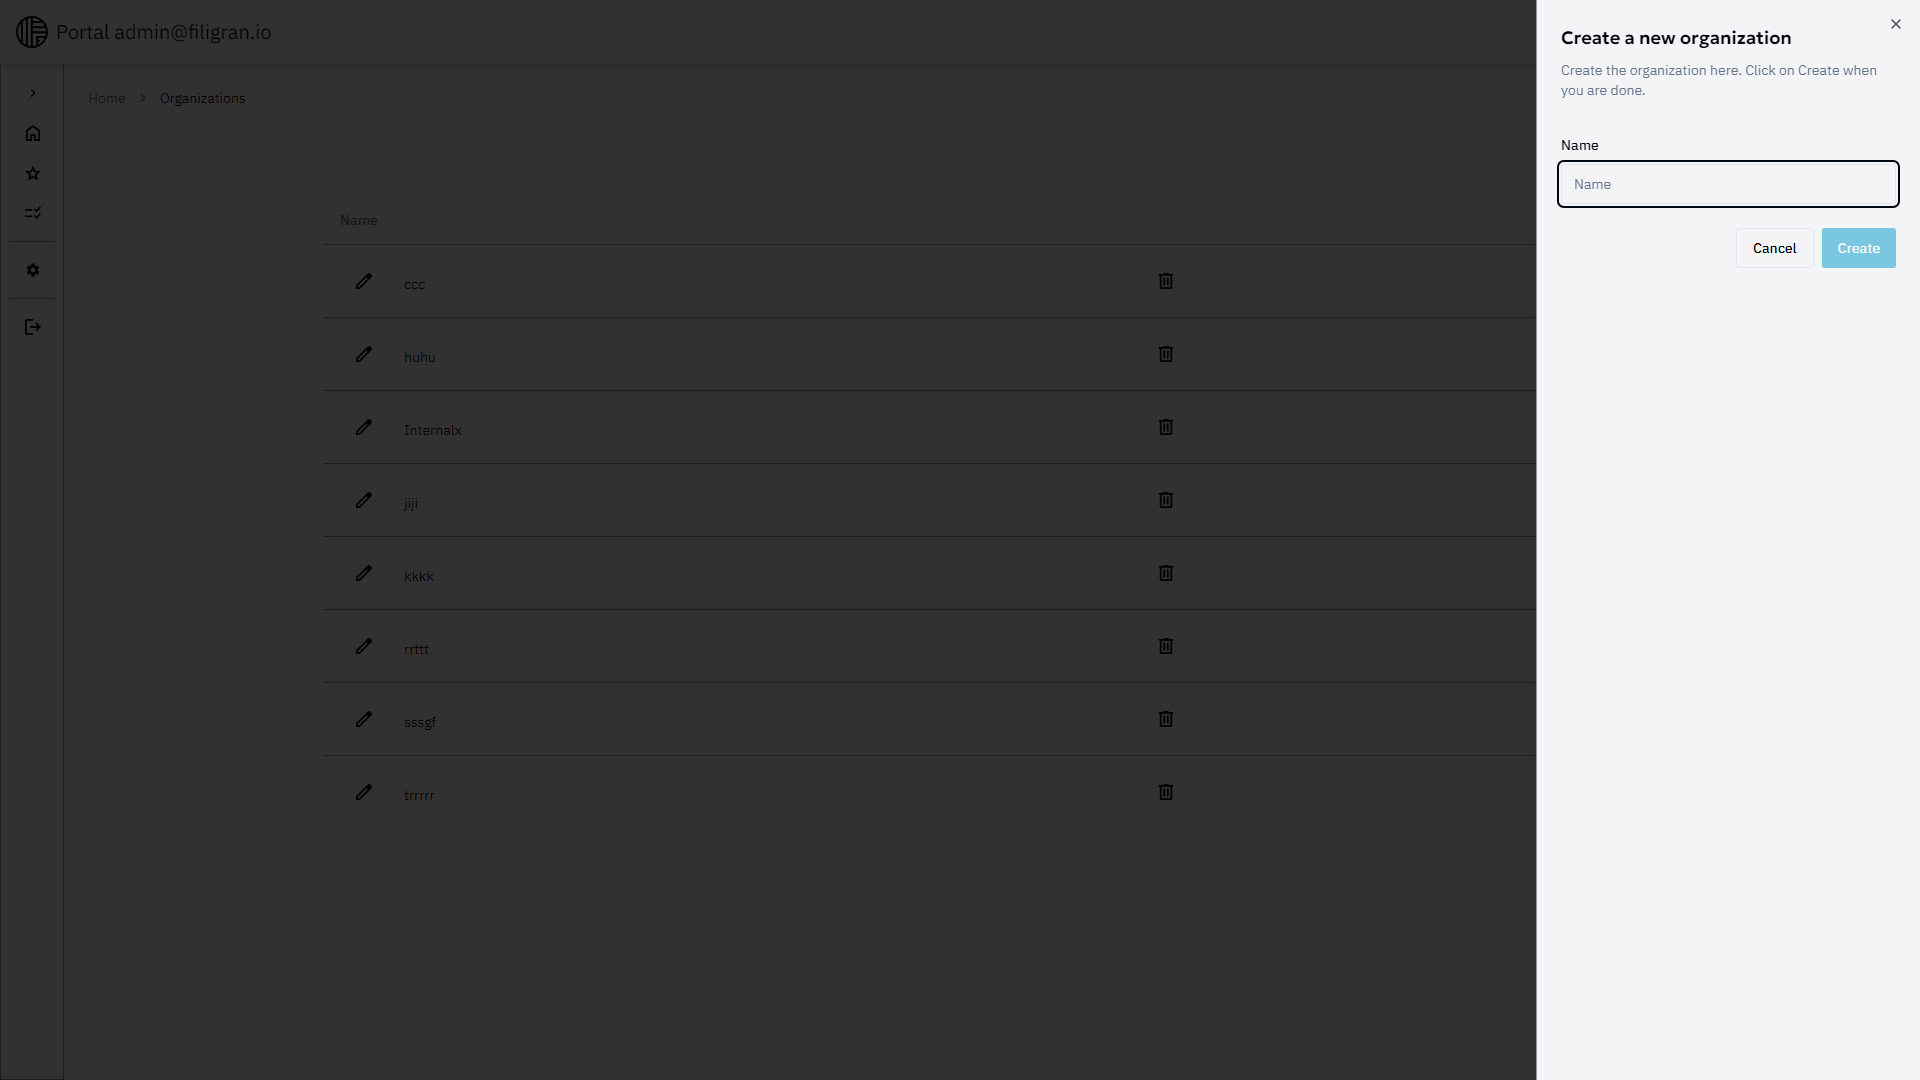 Portal admin@filigran.io
Home
Organizations
Name
ccc
huhu
Internalx
jiji
kkkk
rrttt
sssgf
trrrrr
Create a new organization
Create the organization here. Click on Create when
you are done.
Name
Name
Cancel
Create